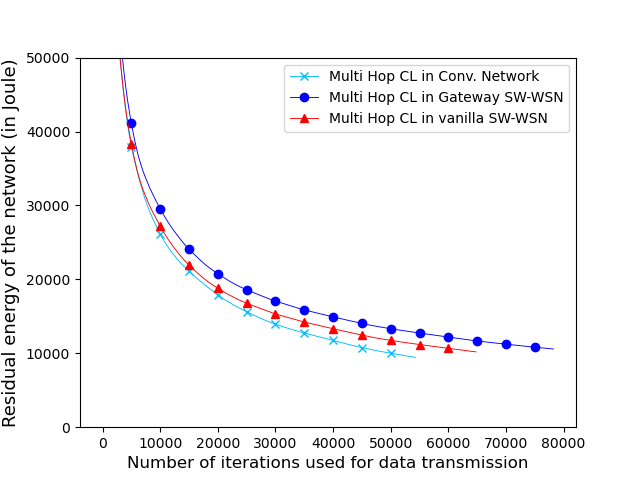 50000
40000
30000
20000
10000
0
Residual energy of the network (in Joule)
Multi Hop CL in Conv. Network
Multi Hop CL in Gateway SW-WSN
Multi Hop CL in vanilla SW-WSN
0 10000 20000 30000 40000 50000 60000 70000 80000
Number of iterations used for data transmission